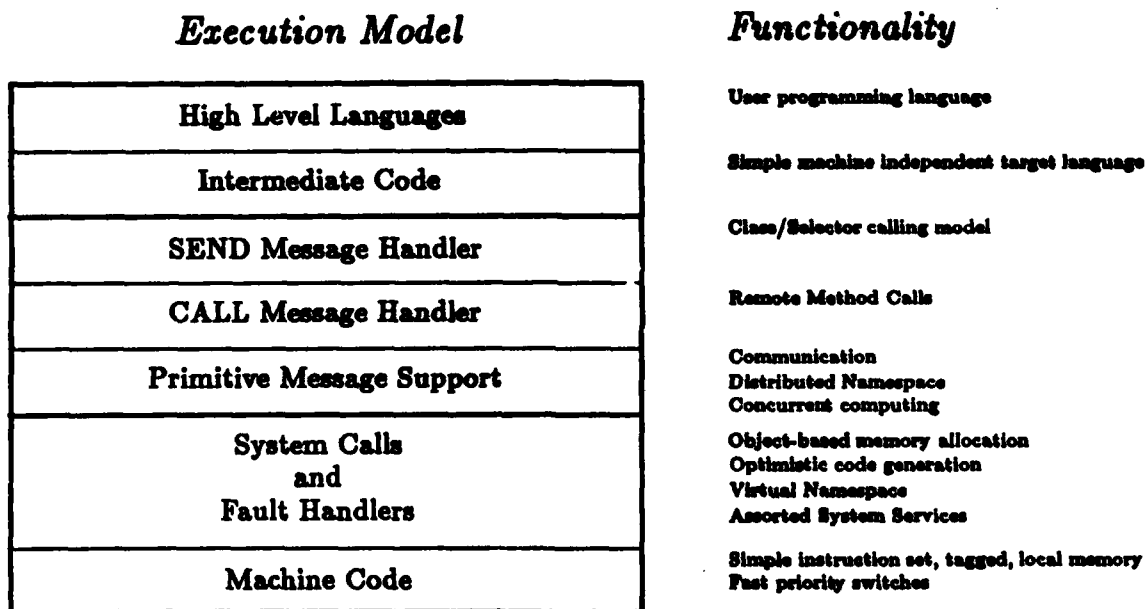 Execution Model Functionality
High Level Languages User programming language
Intermediate Code Simple machine independent target language
SEND Message Handler Class/Selector calling model
CALL Message Handler Remote Method Calls
Primitive Message Support
Communication
Distributed Namespace
Concurrent computing
System Calls
and
Fault Handlers
Object-based memory allocation
Optimistic code generation
Virtual Namespace
Assorted System Services
Machine Code
Simple instruction set, tagged, local memory
Fast priority switches